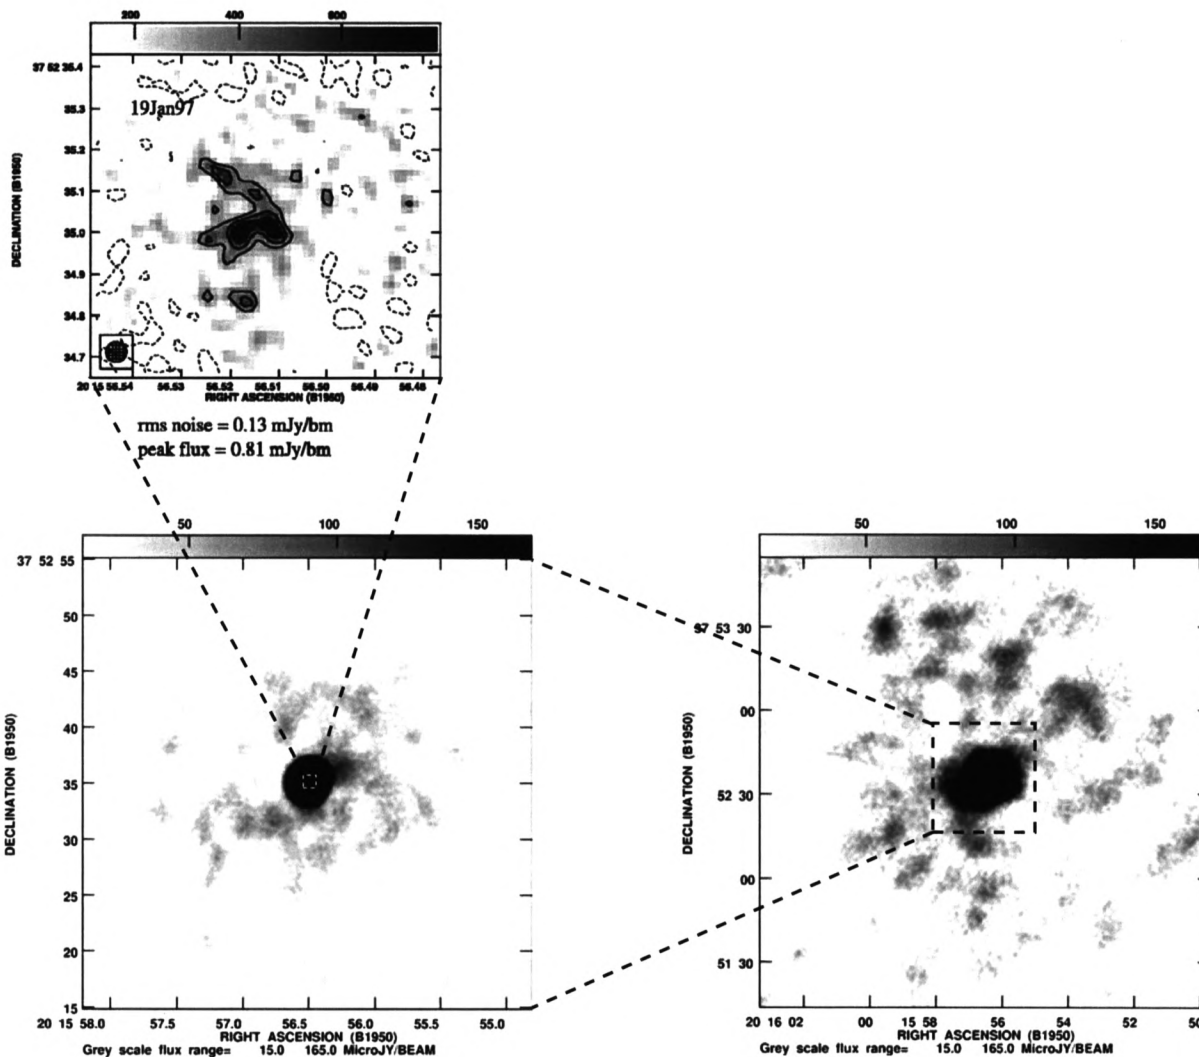 200 400 600
37 52 35.4
35.3
35.2
35.1
35.0
34.9
34.8
34.7
19Jan97
DECLINATION (B1950)
20 15 56.54 56.53 56.52 56.51 56.50 56.49 56.48
RIGHT ASCENSION (B1950)
rms noise = 0.13 mJy/bm
peak flux = 0.81 mJy/bm
50 100 150
37 52 55
50
45
40
35
30
25
20
15
DECLINATION (B1950)
20 15 58.0 57.5 57.0 56.5 56.0 55.5 55.0
RIGHT ASCENSION (B1950)
Grey scale flux range= 15.0 165.0 MicroJY/BEAM
50 100 150
37 53 30
00
52 30
00
51 30
DECLINATION (B1950)
20 16 02 00 15 58 56 54 52 50
RIGHT ASCENSION (B1950)
Grey scale flux range= 15.0 165.0 MicroJY/BEAM